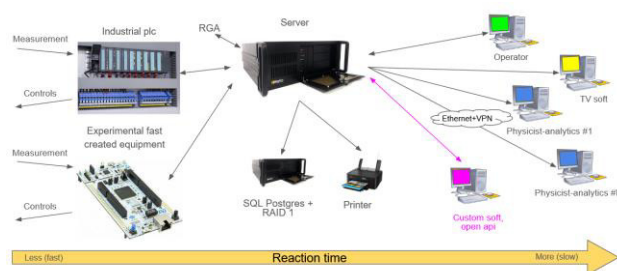 Industrial plc
Server
Measurement
RGA
Controls
Operator
TV soft
Ethernet+VPN
Physicist-analytics #1
Experimental fast
created equipment
Measurement
Controls
SQL Postgres +
RAID 1
Printer
Custom soft,
open api
Physicist-analytics #
Less (fast)
Reaction time
More (slow)